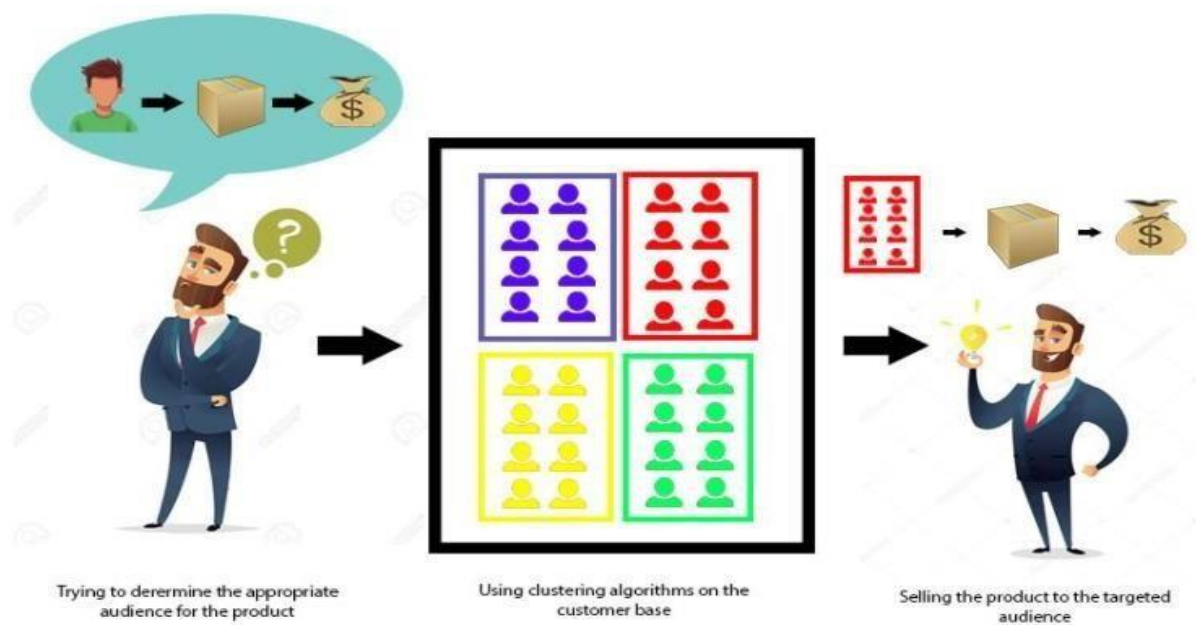 $
?
$
Trying to derermine the appropriate
audience for the product
Using clustering algorithms on the
customer base
Selling the product to the targeted
audience